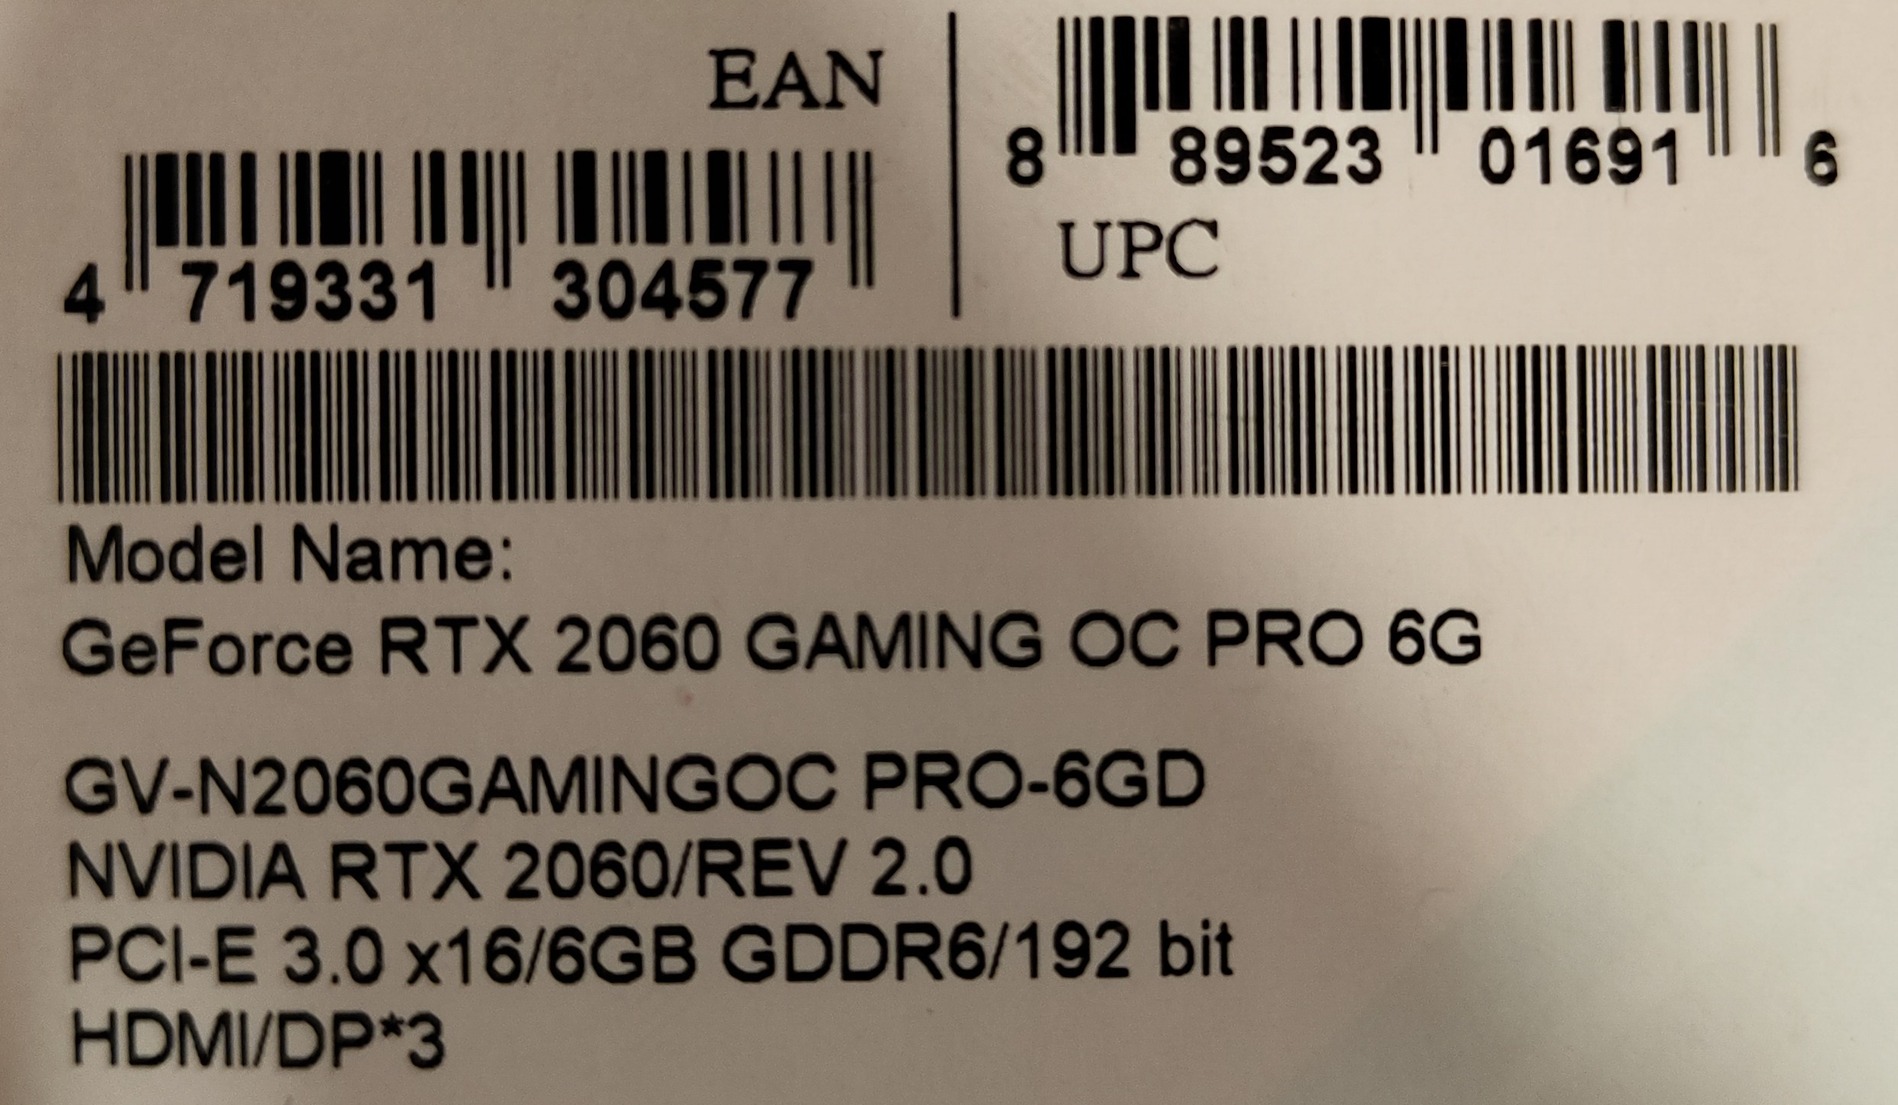 EAN
4 719331 304577
8 89523 01691 6
UPC
Model Name:
GeForce RTX 2060 GAMING OC PRO 6G
GV-N2060GAMINGOC PRO-6GD
NVIDIA RTX 2060/REV 2.0
PCI-E 3.0 x16/6GB GDDR6/192 bit
HDMI/DP*3